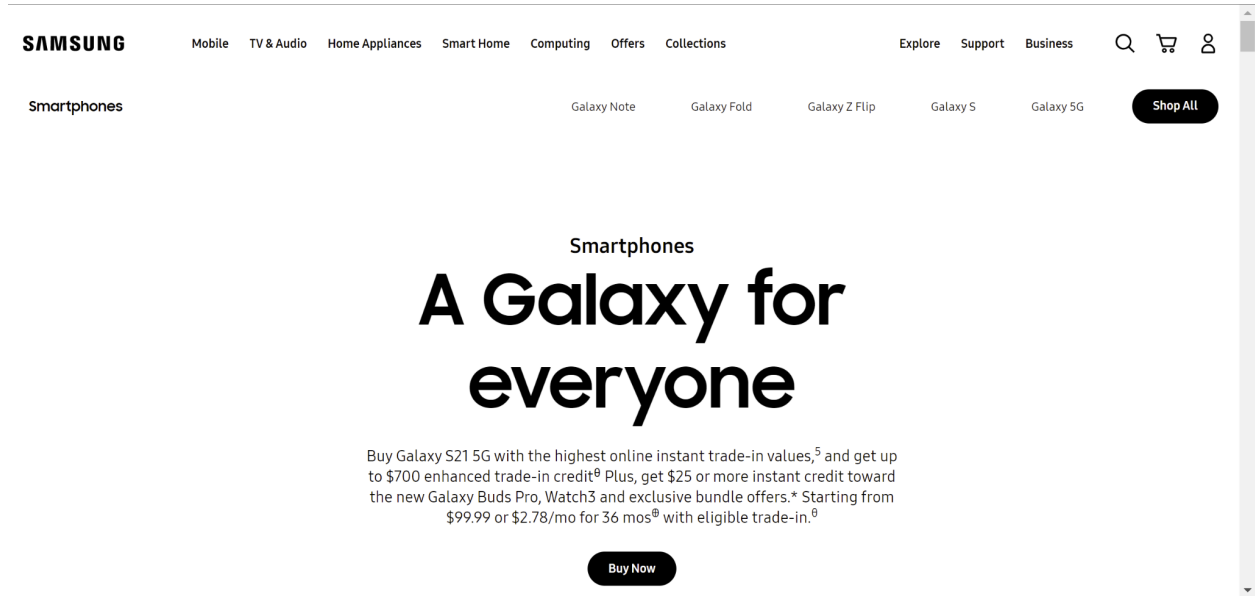 SAMSUNG Mobile TV & Audio Home Appliances Smart Home Computing Offers Collections Explore Support Business
Smartphones Galaxy Note Galaxy Fold Galaxy Z Flip Galaxy S Galaxy 5G Shop All
Smartphones
A Galaxy for
everyone
Buy Galaxy S21 5G with the highest online instant trade-in values,⁵ and get up
to $700 enhanced trade-in creditᶿ Plus, get $25 or more instant credit toward
the new Galaxy Buds Pro, Watch3 and exclusive bundle offers.* Starting from
$99.99 or $2.78/mo for 36 mos⊕ with eligible trade-in.ᶿ
Buy Now